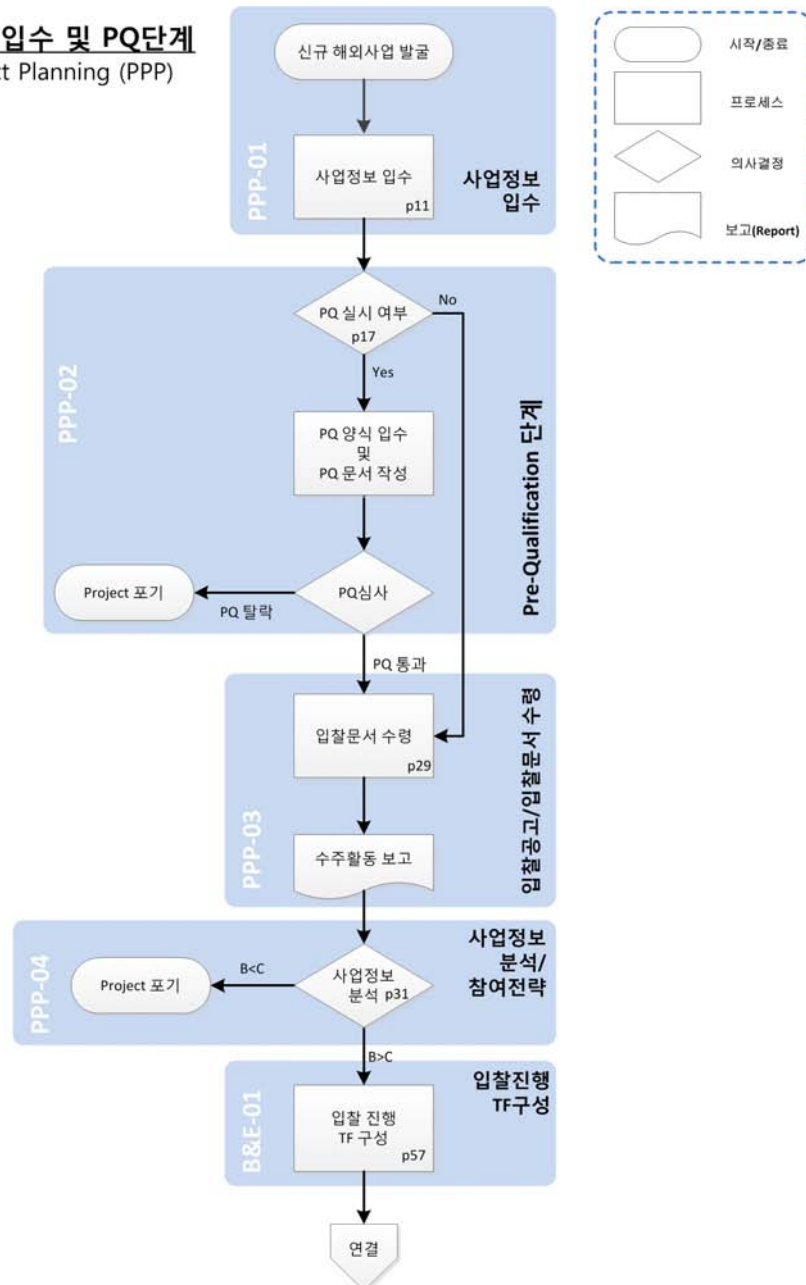 입수 및 PQ단계
ct Planning (PPP)
신규 해외사업 발굴
사업정보 입수
p11
PPP-01
사업정보
입수
시작/종료
프로세스
의사결정
보고(Report)
PQ 실시 여부
p17
No
Yes
PPP-02
PQ 양식 입수
및
PQ 문서 작성
Pre-Qualification 단계
Project 포기
PQ 탈락
PQ심사
PQ 통과
입찰문서 수령
p29
PPP-03
수주활동 보고
입찰공고/입찰문서 수령
사업정보
분석/
참여전략
PPP-04
Project 포기
B<C
사업정보
분석 p31
B>C
입찰진행
TF구성
B&E-01
입찰 진행
TF 구성
p57
연결